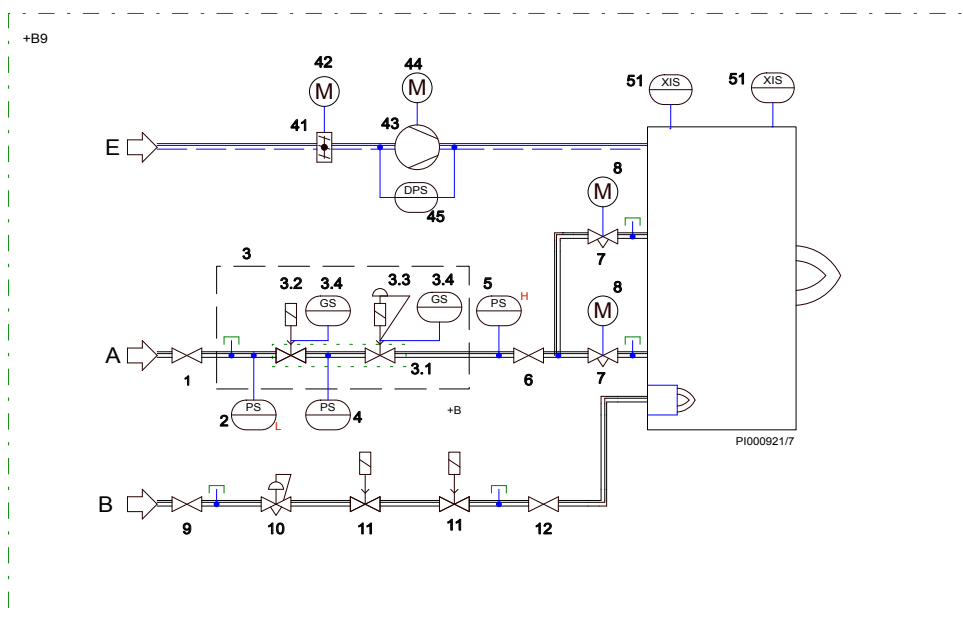 +B9
42
44
51
XIS
51
XIS
M
M
41
43
E
DPS
45
8
M
7
3
3.2
3.4
3.3
3.4
5
8
GS
GS
PS
H
M
A
1
3.1
6
7
2
PS
L
PS
4
+B
PI000921/7
B
9
10
11
11
12